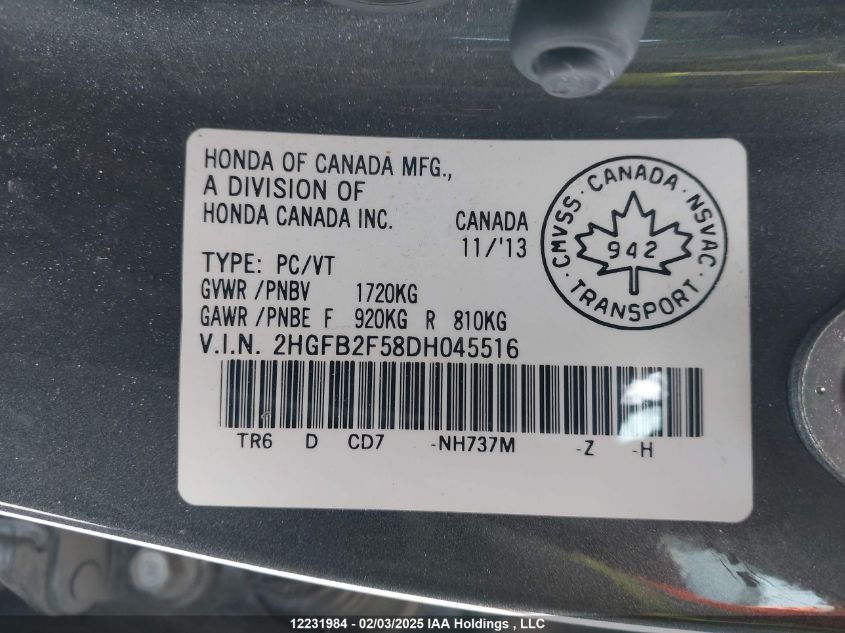 HONDA OF CANADA MFG.,
A DIVISION OF
HONDA CANADA INC.
CANADA
11/'13
TYPE: PC/VT
GVWR /PNBV 1720KG
GAWR /PNBE F 920KG R 810KG
V.I.N. 2HGFB2F58DH045516
TR6 D CD7 -NH737M -Z -H
CMVSS · CANADA · NSVAC
942
· TRANSPORT ·
12231984 - 02/03/2025 IAA Holdings , LLC